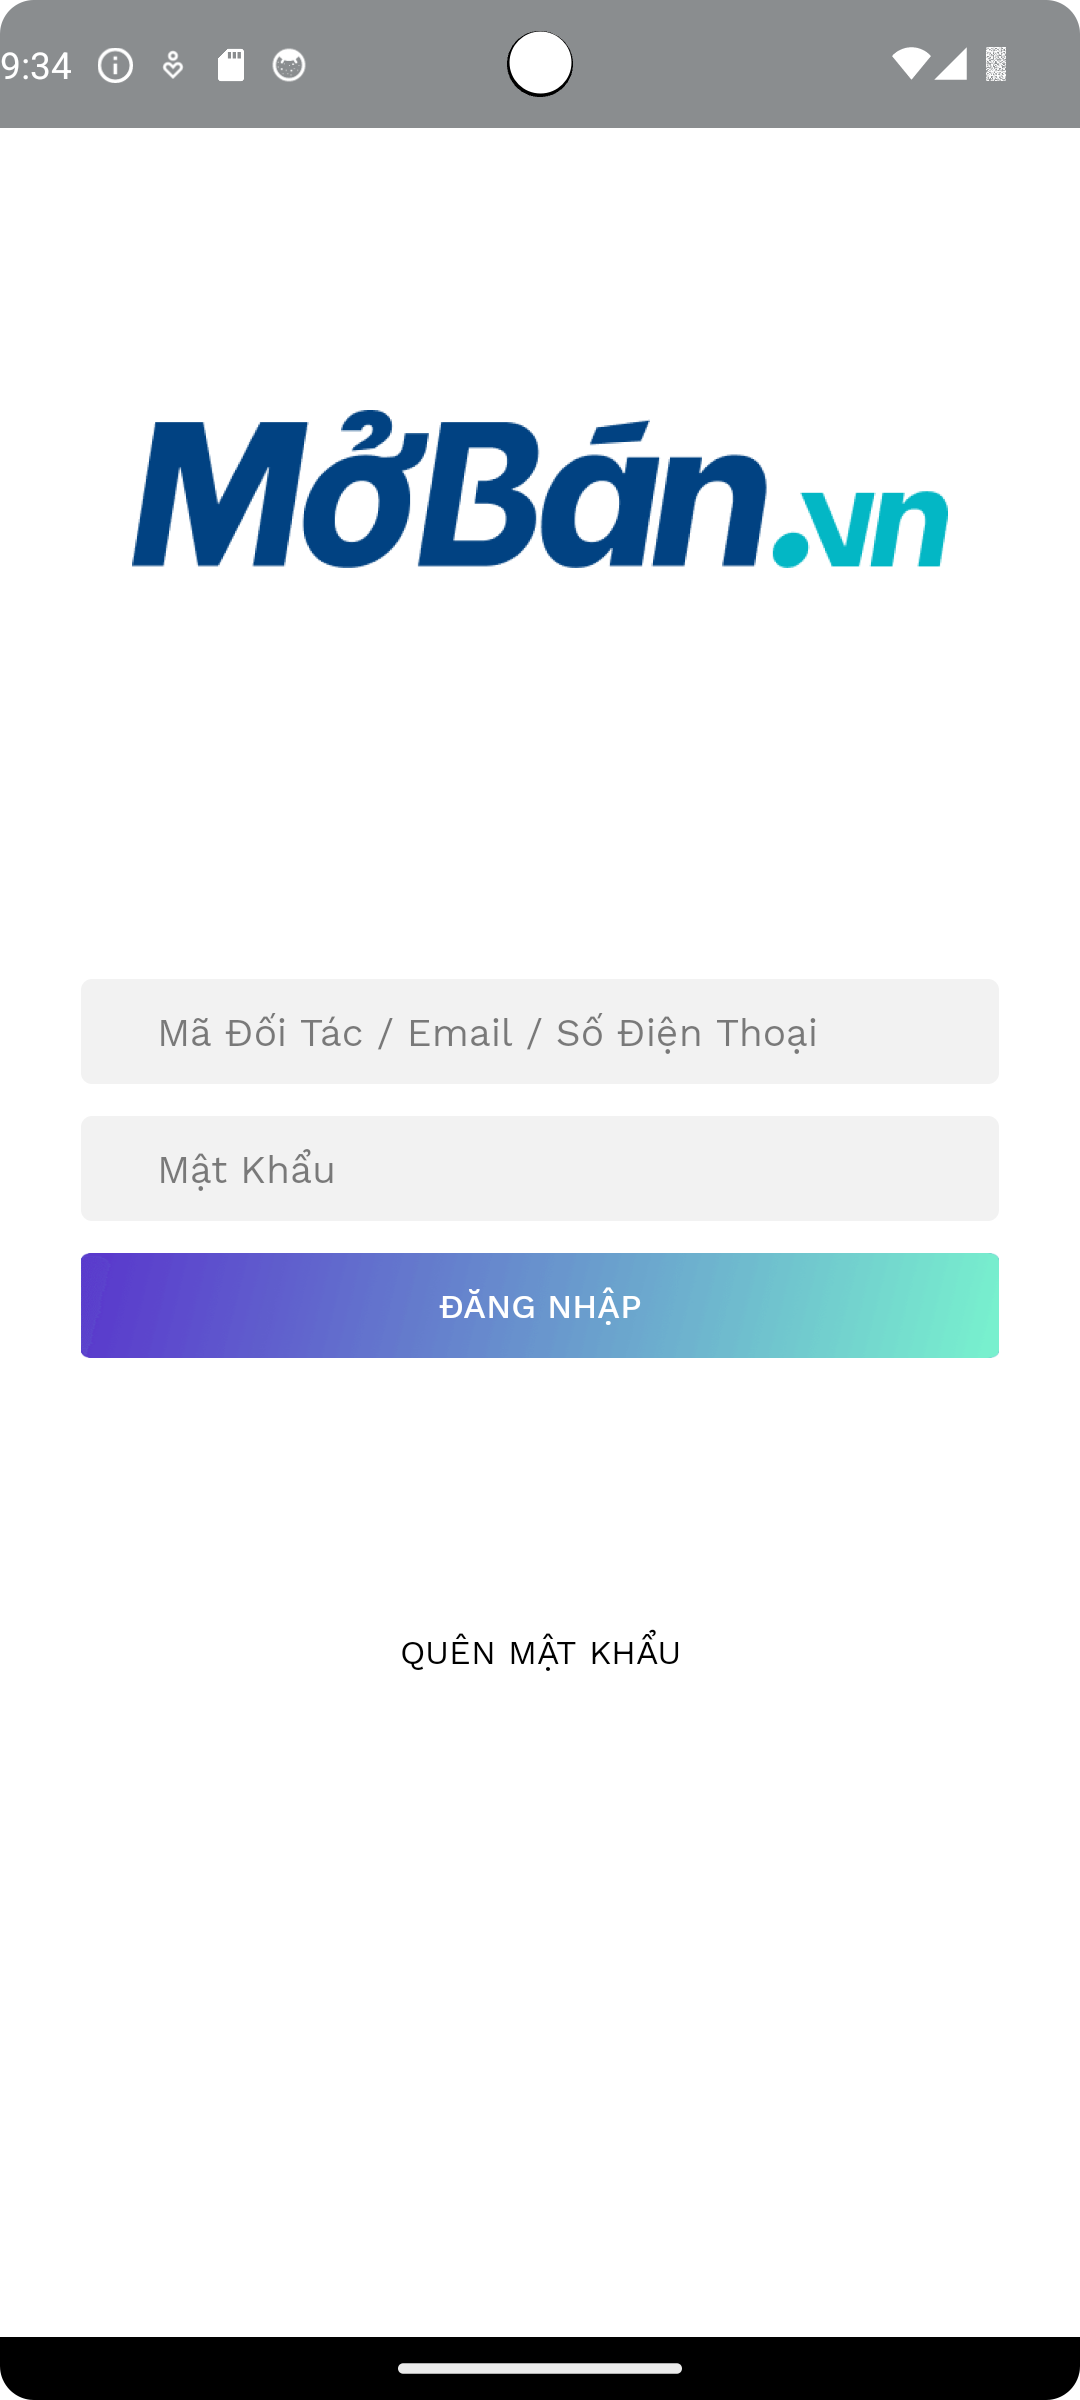 9:34
MởBán.vn
Mã Đối Tác / Email / Số Điện Thoại
Mật Khẩu
ĐĂNG NHẬP
QUÊN MẬT KHẨU